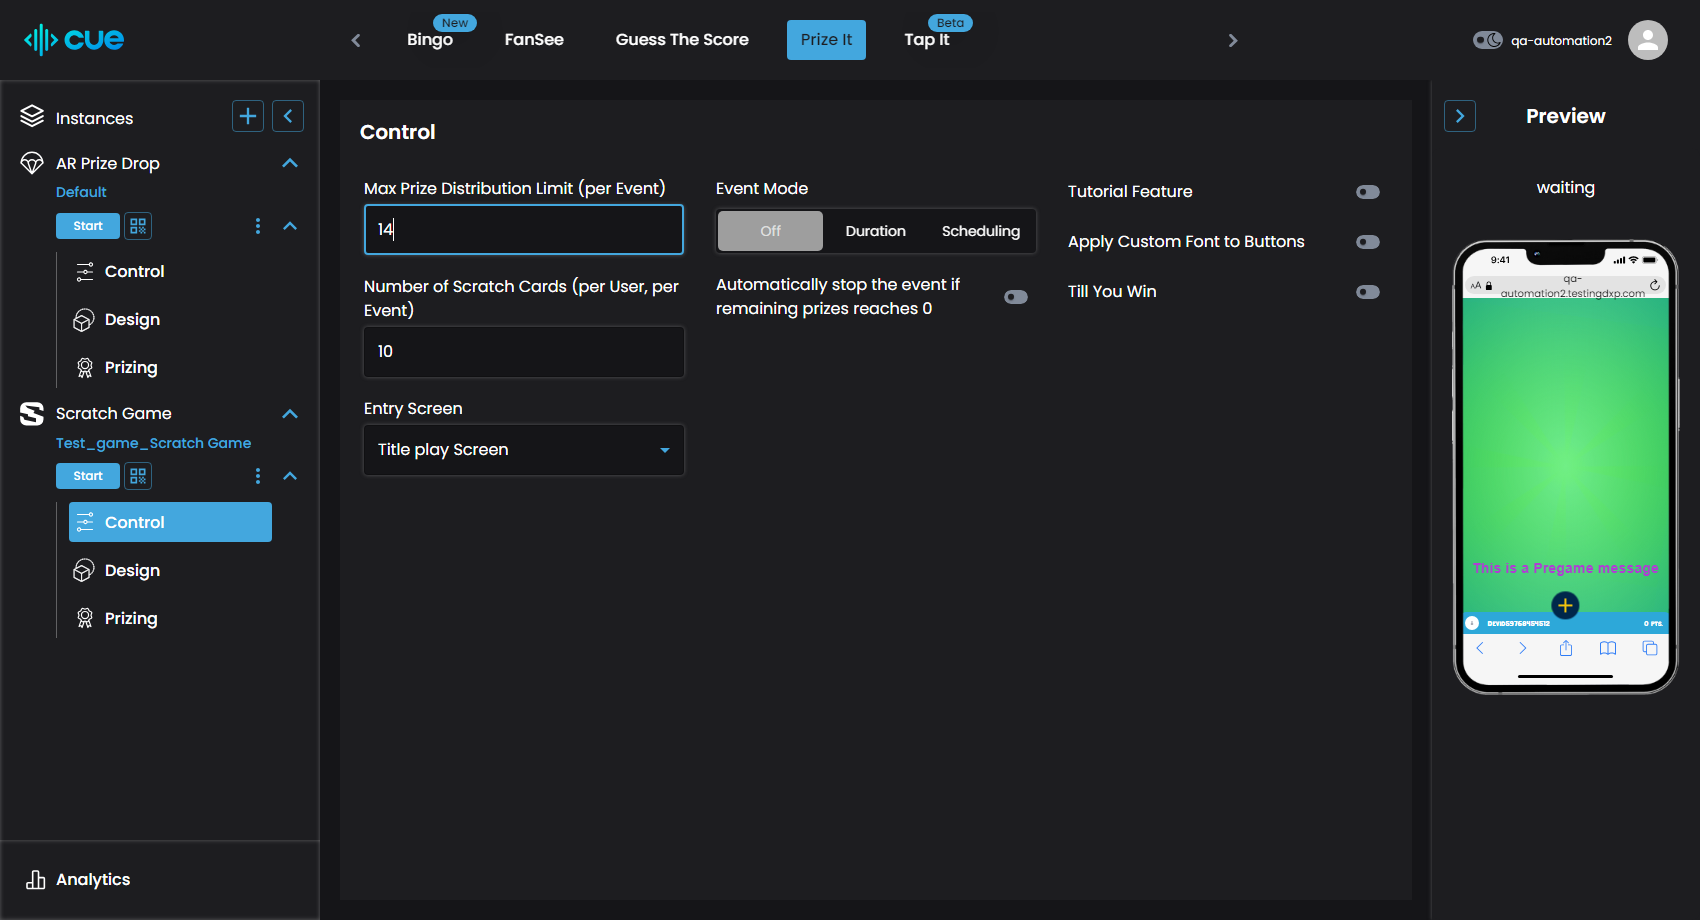 cue
New
Bingo
FanSee
Guess The Score
Prize It
Beta
Tap It
qa-automation2
Instances
AR Prize Drop
Default
Start
Control
Design
Prizing
Scratch Game
Test_game_Scratch Game
Start
Control
Design
Prizing
Analytics
Control
Max Prize Distribution Limit (per Event)
14
Number of Scratch Cards (per User, per
Event)
10
Entry Screen
Title play Screen
Event Mode
Off
Duration
Scheduling
Automatically stop the event if
remaining prizes reaches 0
Tutorial Feature
Apply Custom Font to Buttons
Till You Win
Preview
waiting
9:41
AA
qa-
automation2.testingdxp.com
This is a Pregame message
0 PTS.